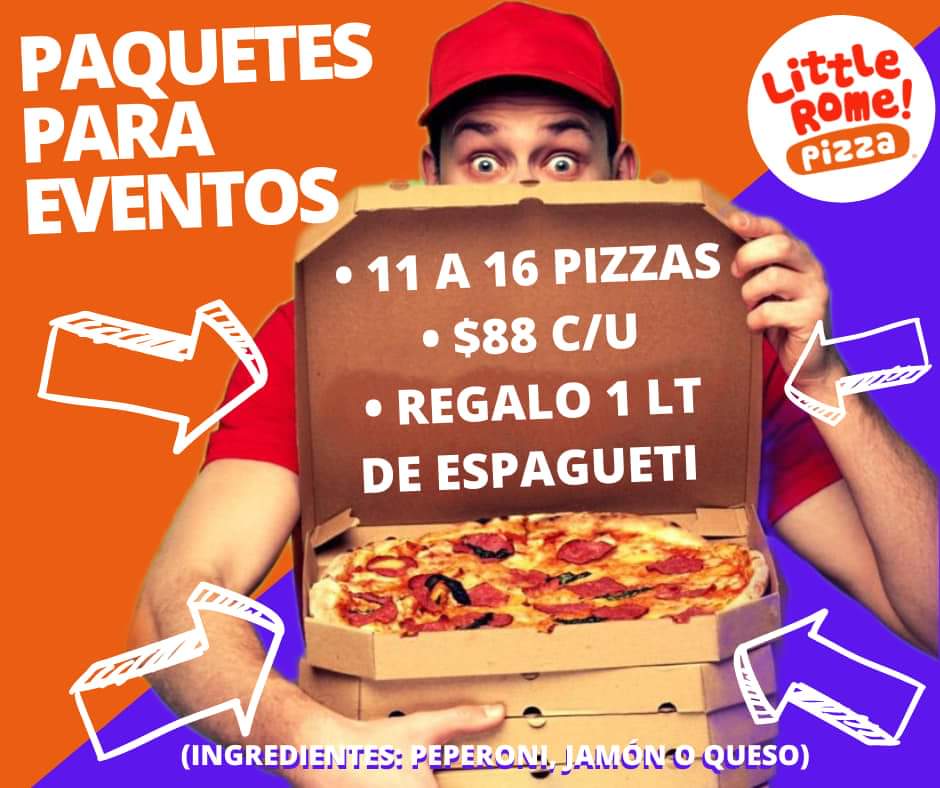 PAQUETES
PARA
EVENTOS
Little
Rome!
Pizza
• 11 A 16 PIZZAS
• $88 C/U
• REGALO 1 LT
DE ESPAGUETI
(INGREDIENTES: PEPERONI, JAMÓN O QUESO)